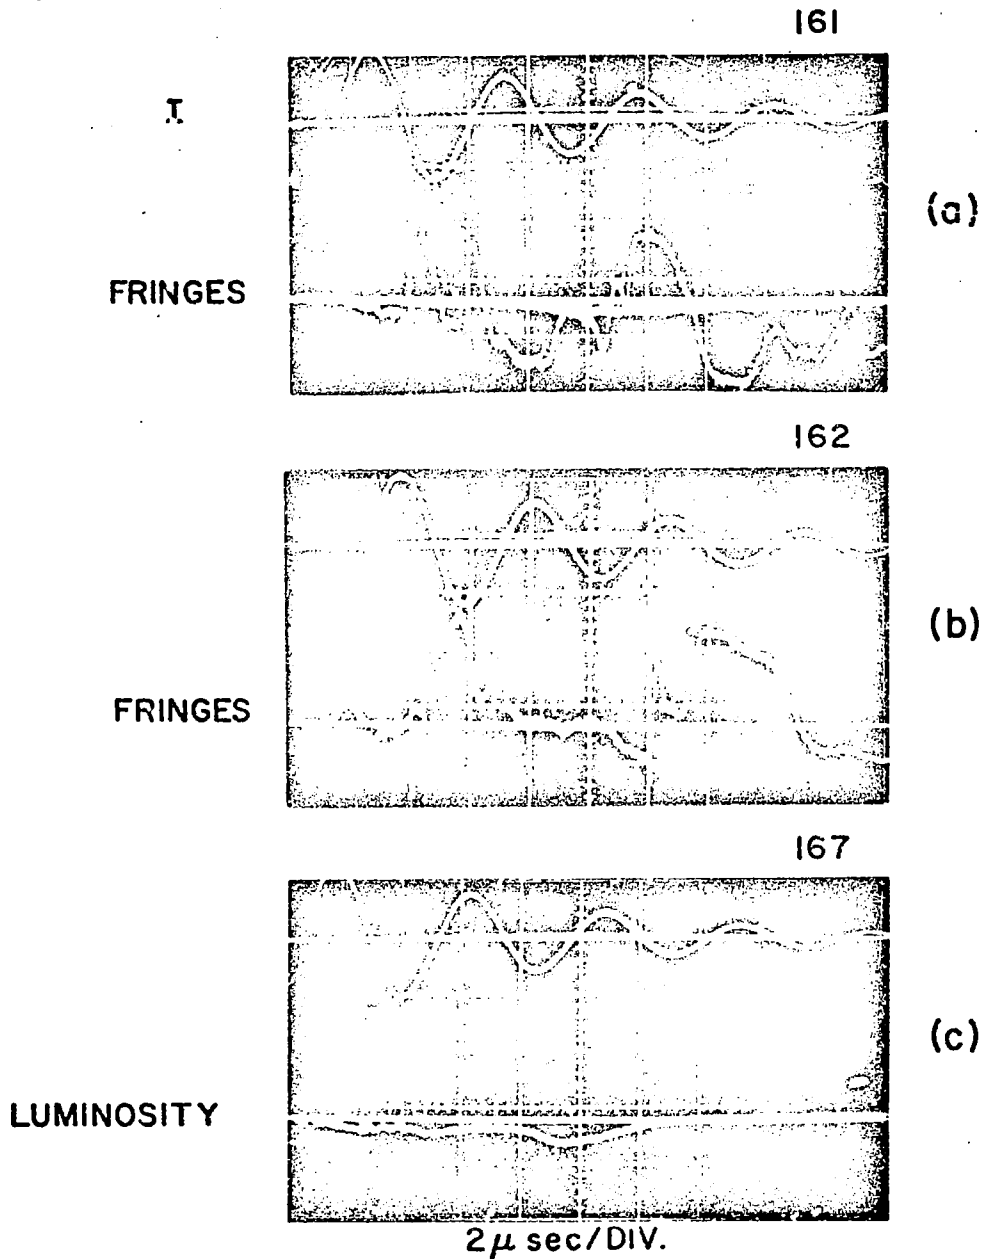 161
I
(a)
FRINGES
162
(b)
FRINGES
167
(c)
LUMINOSITY
2μ sec/DIV.